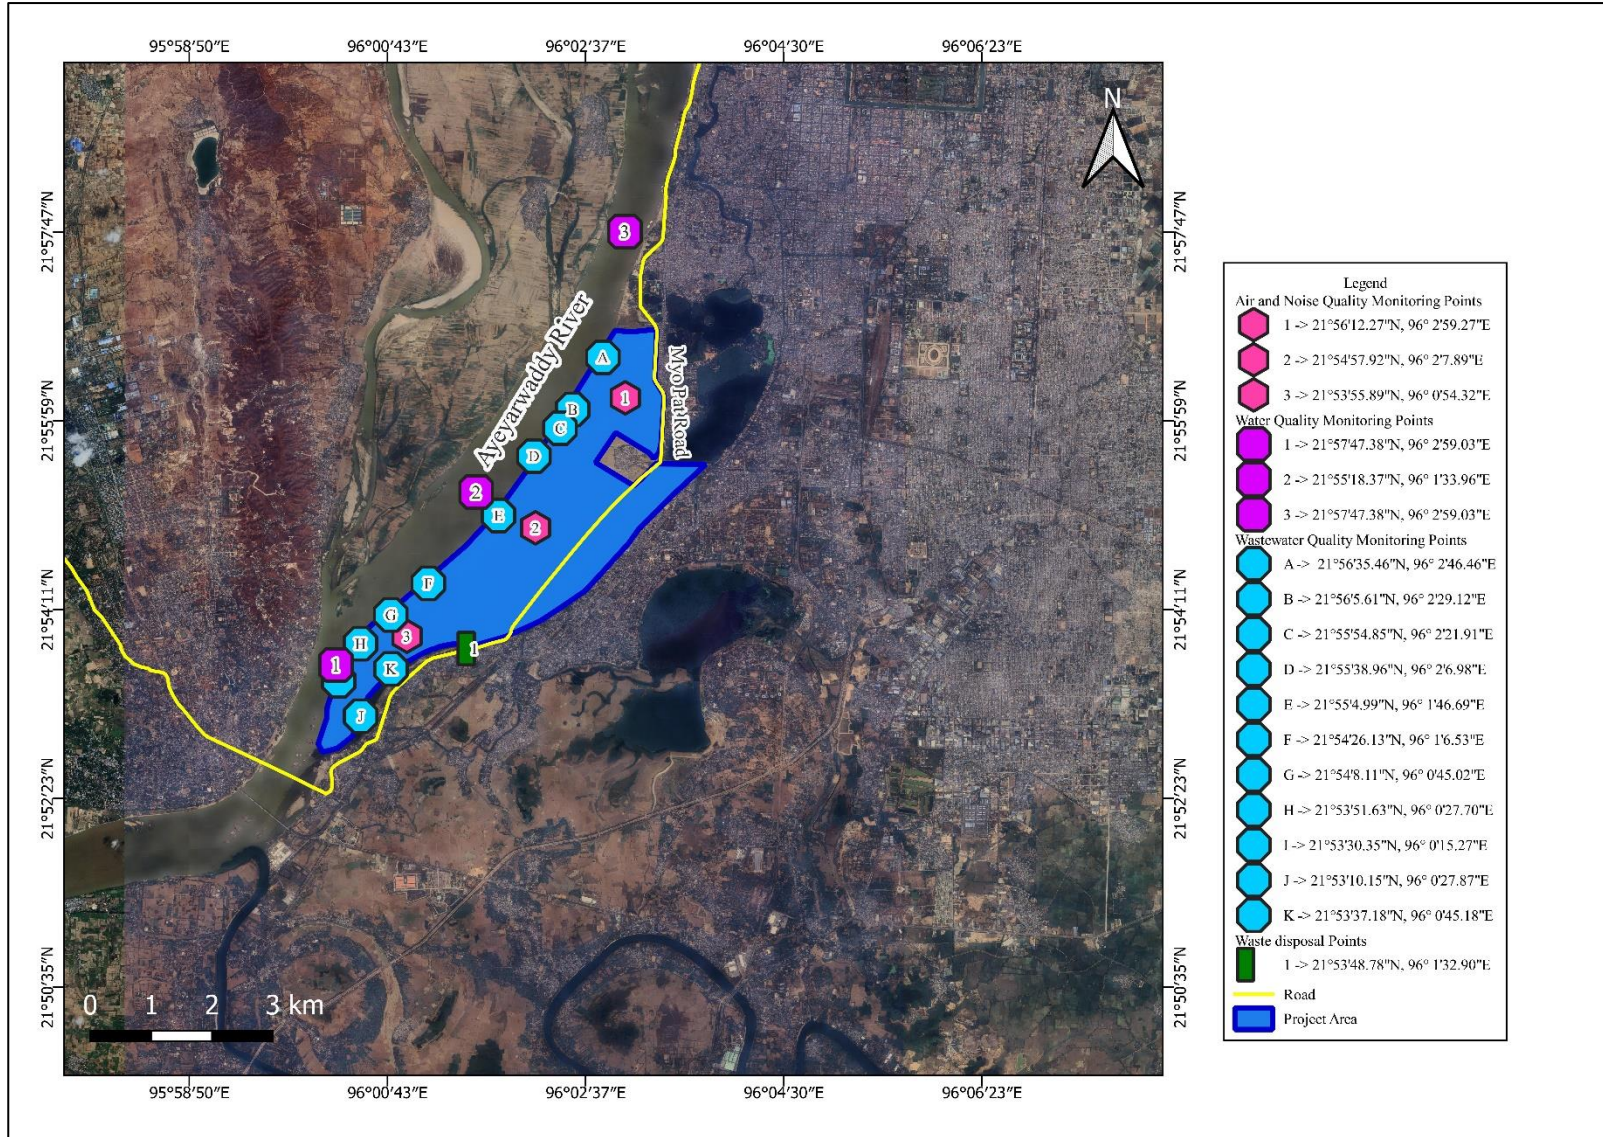 95°58'50"E 96°00'43"E 96°02'37"E 96°04'30"E 96°06'23"E
N
21°57'47"N
21°55'59"N
21°54'11"N
21°52'23"N
21°50'35"N
3
Ayeyarwaddy River
Myo Pat Road
A
1
B
C
D
2
E
2
F
G
3
H
1
1
K
J
0 1 2 3 km
21°57'47"N
21°55'59"N
21°54'11"N
21°52'23"N
21°50'35"N
95°58'50"E 96°00'43"E 96°02'37"E 96°04'30"E 96°06'23"E
Legend
Air and Noise Quality Monitoring Points
1 -> 21°56'12.27"N, 96° 2'59.27"E
2 -> 21°54'57.92"N, 96° 2'7.89"E
3 -> 21°53'55.89"N, 96° 0'54.32"E
Water Quality Monitoring Points
1 -> 21°57'47.38"N, 96° 2'59.03"E
2 -> 21°55'18.37"N, 96° 1'33.96"E
3 -> 21°57'47.38"N, 96° 2'59.03"E
Wastewater Quality Monitoring Points
A -> 21°56'35.46"N, 96° 2'46.46"E
B -> 21°56'5.61"N, 96° 2'29.12"E
C -> 21°55'54.85"N, 96° 2'21.91"E
D -> 21°55'38.96"N, 96° 2'6.98"E
E -> 21°55'4.99"N, 96° 1'46.69"E
F -> 21°54'26.13"N, 96° 1'6.53"E
G -> 21°54'8.11"N, 96° 0'45.02"E
H -> 21°53'51.63"N, 96° 0'27.70"E
I -> 21°53'30.35"N, 96° 0'15.27"E
J -> 21°53'10.15"N, 96° 0'27.87"E
K -> 21°53'37.18"N, 96° 0'45.18"E
Waste disposal Points
1 -> 21°53'48.78"N, 96° 1'32.90"E
Road
Project Area